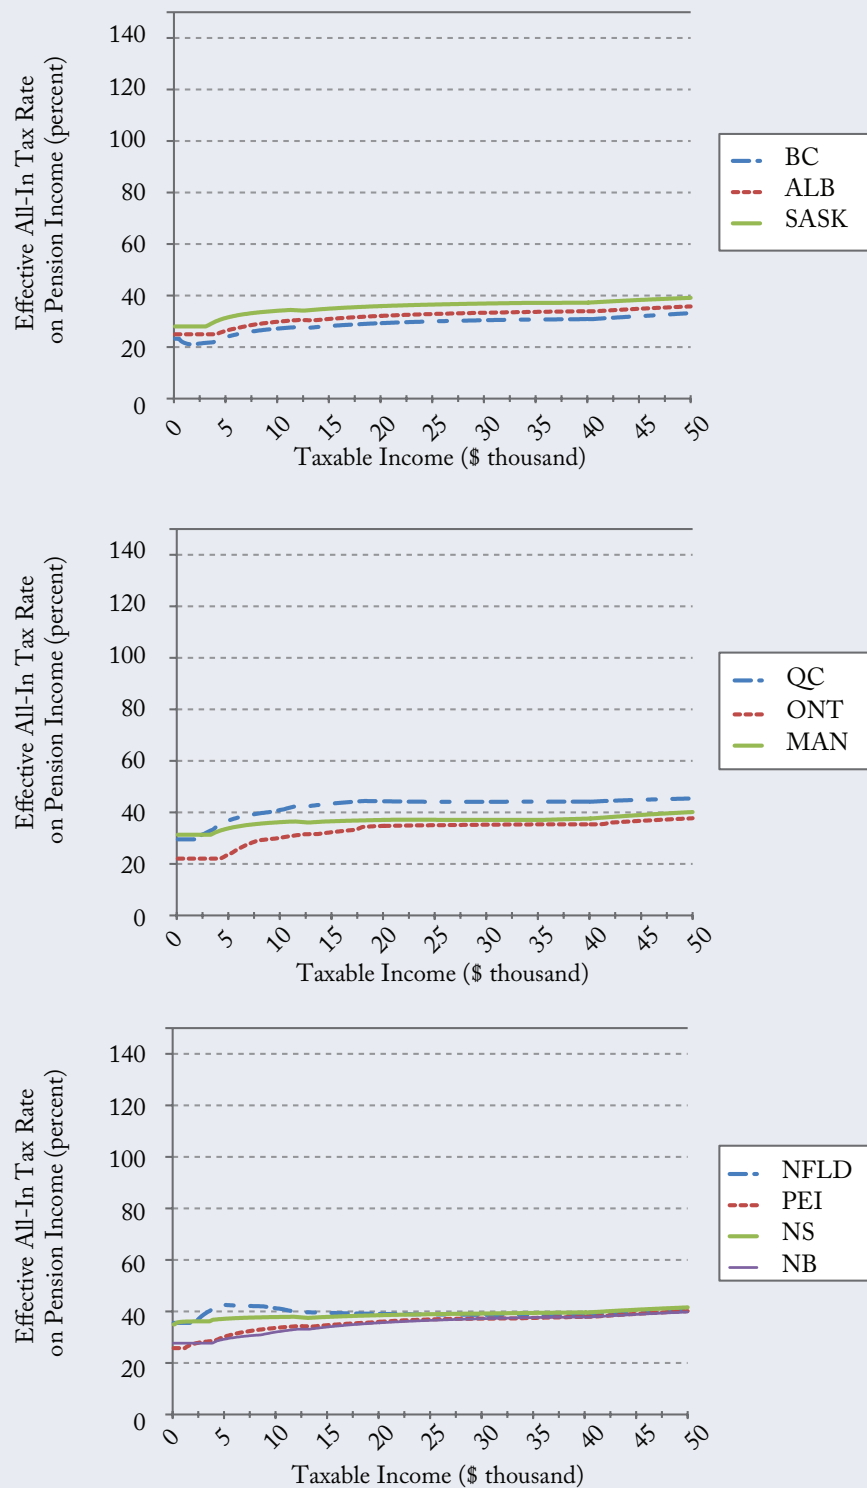 Effective All-In Tax Rate
on Pension Income (percent)
140
120
100
80
60
40
20
0
0 5 10 15 20 25 30 35 40 45 50
Taxable Income ($ thousand)
BC
ALB
SASK
Effective All-In Tax Rate
on Pension Income (percent)
140
120
100
80
60
40
20
0
0 5 10 15 20 25 30 35 40 45 50
Taxable Income ($ thousand)
QC
ONT
MAN
Effective All-In Tax Rate
on Pension Income (percent)
140
120
100
80
60
40
20
0
0 5 10 15 20 25 30 35 40 45 50
Taxable Income ($ thousand)
NFLD
PEI
NS
NB